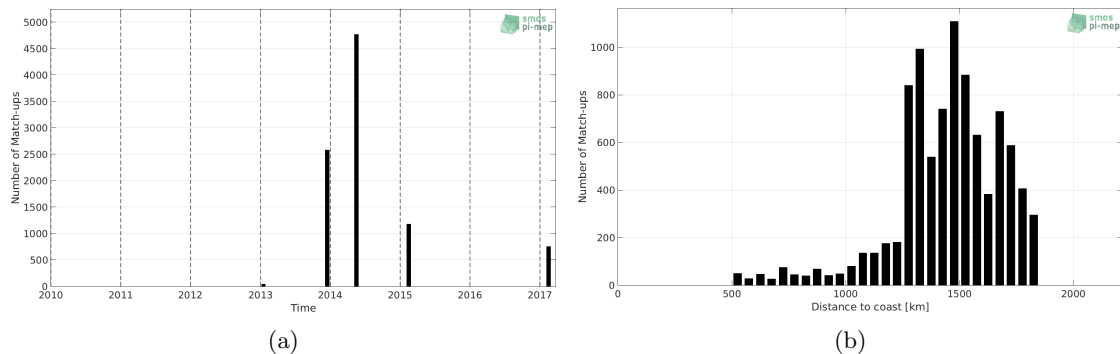 5000
4500
4000
3500
3000
2500
2000
1500
1000
500
0
Number of Match-ups
2010 2011 2012 2013 2014 2015 2016 2017
Time
smos
pi-mep
(a)
1000
800
600
400
200
0
Number of Match-ups
0 500 1000 1500 2000
Distance to coast [km]
smos
pi-mep
(b)